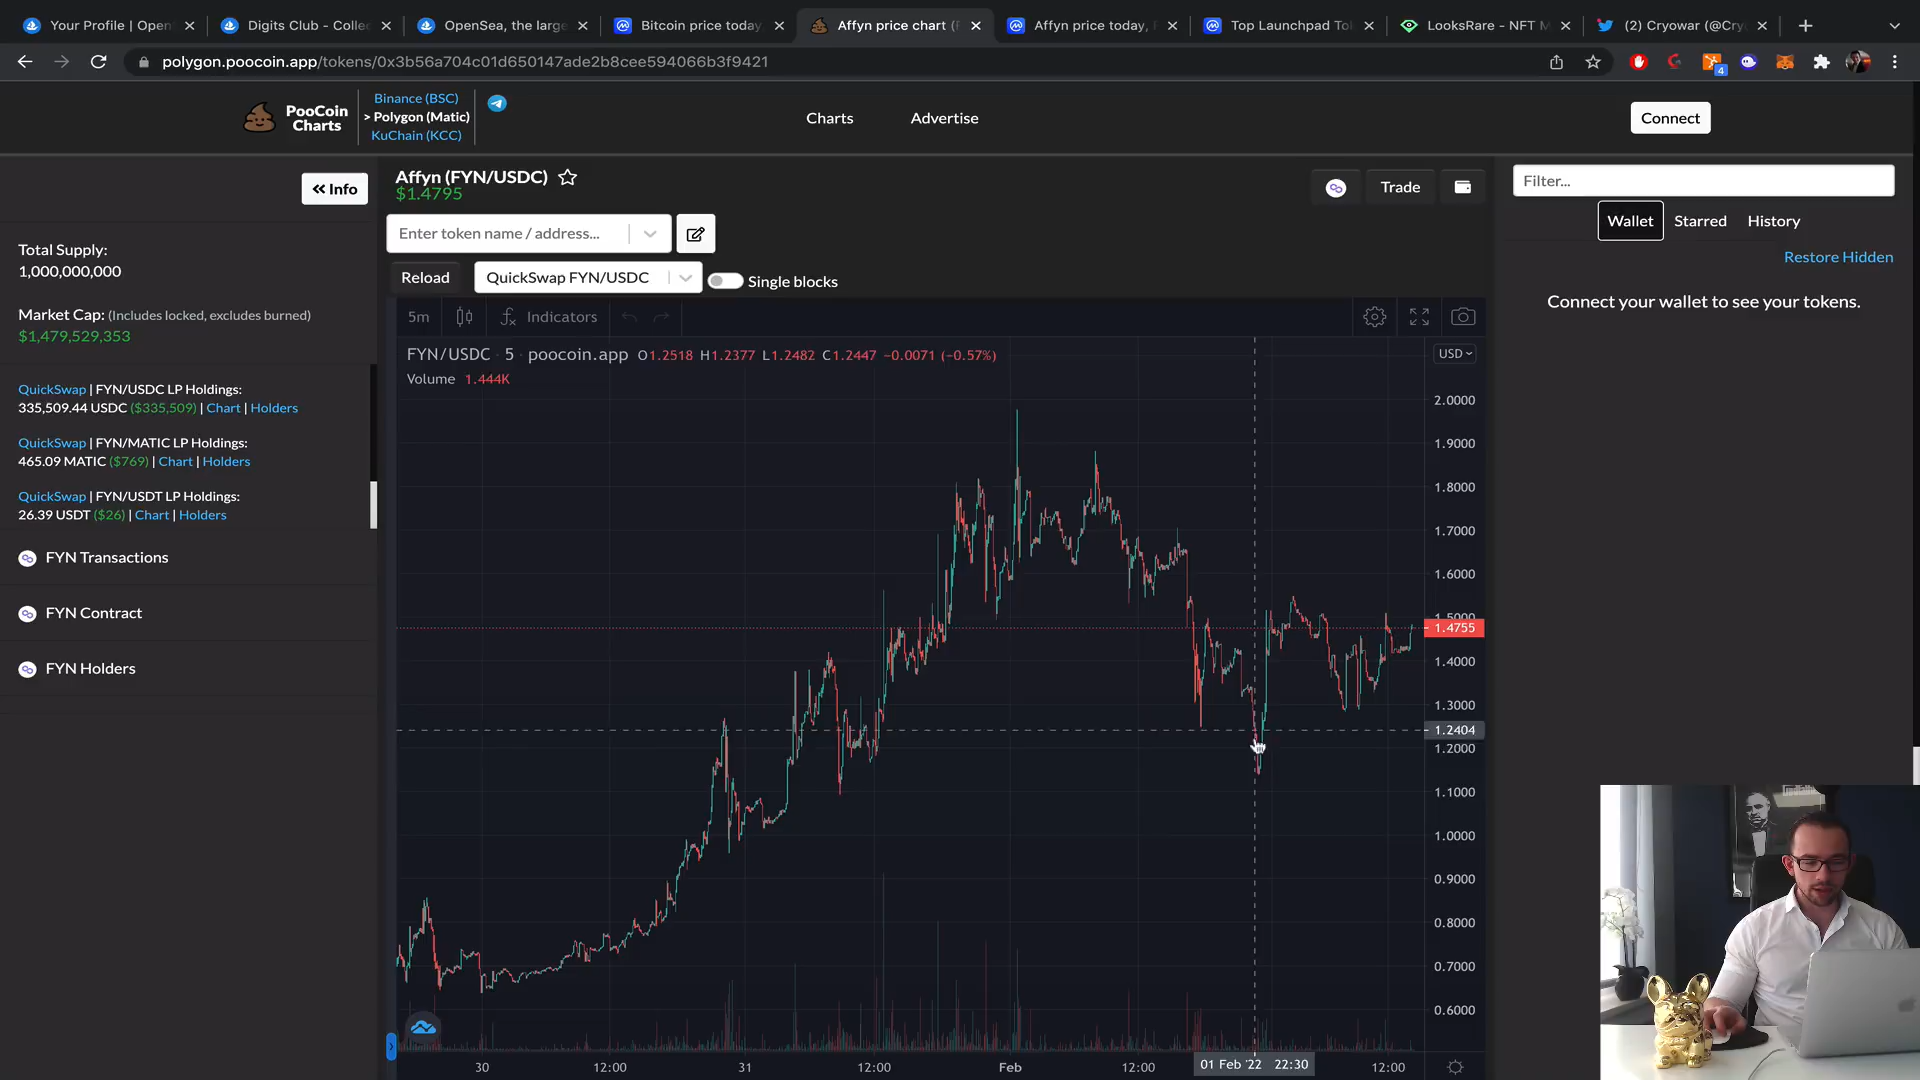 Your Profile | Open
Digits Club - Collec
OpenSea, the large
Bitcoin price today,
Affyn price chart (F
Affyn price today,
Top Launchpad To
LooksRare - NFT M
(2) Cryowar (@Cry
polygon.poocoin.app/tokens/0x3b56a704c01d650147ade2b8cee594066b3f9421
4
PooCoin
Charts
Binance (BSC)
> Polygon (Matic)
KuChain (KCC)
Charts
Advertise
Connect
« Info
Total Supply:
1,000,000,000
Market Cap: (Includes locked, excludes burned)
$1,479,529,353
QuickSwap | FYN/USDC LP Holdings:
335,509.44 USDC ($335,509) | Chart | Holders
QuickSwap | FYN/MATIC LP Holdings:
465.09 MATIC ($769) | Chart | Holders
QuickSwap | FYN/USDT LP Holdings:
26.39 USDT ($26) | Chart | Holders
FYN Transactions
FYN Contract
FYN Holders
Affyn (FYN/USDC)
$1.4795
Trade
Enter token name / address...
Reload
QuickSwap FYN/USDC
Single blocks
5m
Indicators
FYN/USDC · 5 · poocoin.app O1.2518 H1.2377 L1.2482 C1.2447 −0.0071 (−0.57%)
Volume 1.444K
USD
2.0000
1.9000
1.8000
1.7000
1.6000
1.5000
1.4755
1.4000
1.3000
1.2404
1.2000
1.1000
1.0000
0.9000
0.8000
0.7000
0.6000
30
12:00
31
12:00
Feb
12:00
01 Feb '22 22:30
12:00
Filter...
Wallet
Starred
History
Restore Hidden
Connect your wallet to see your tokens.